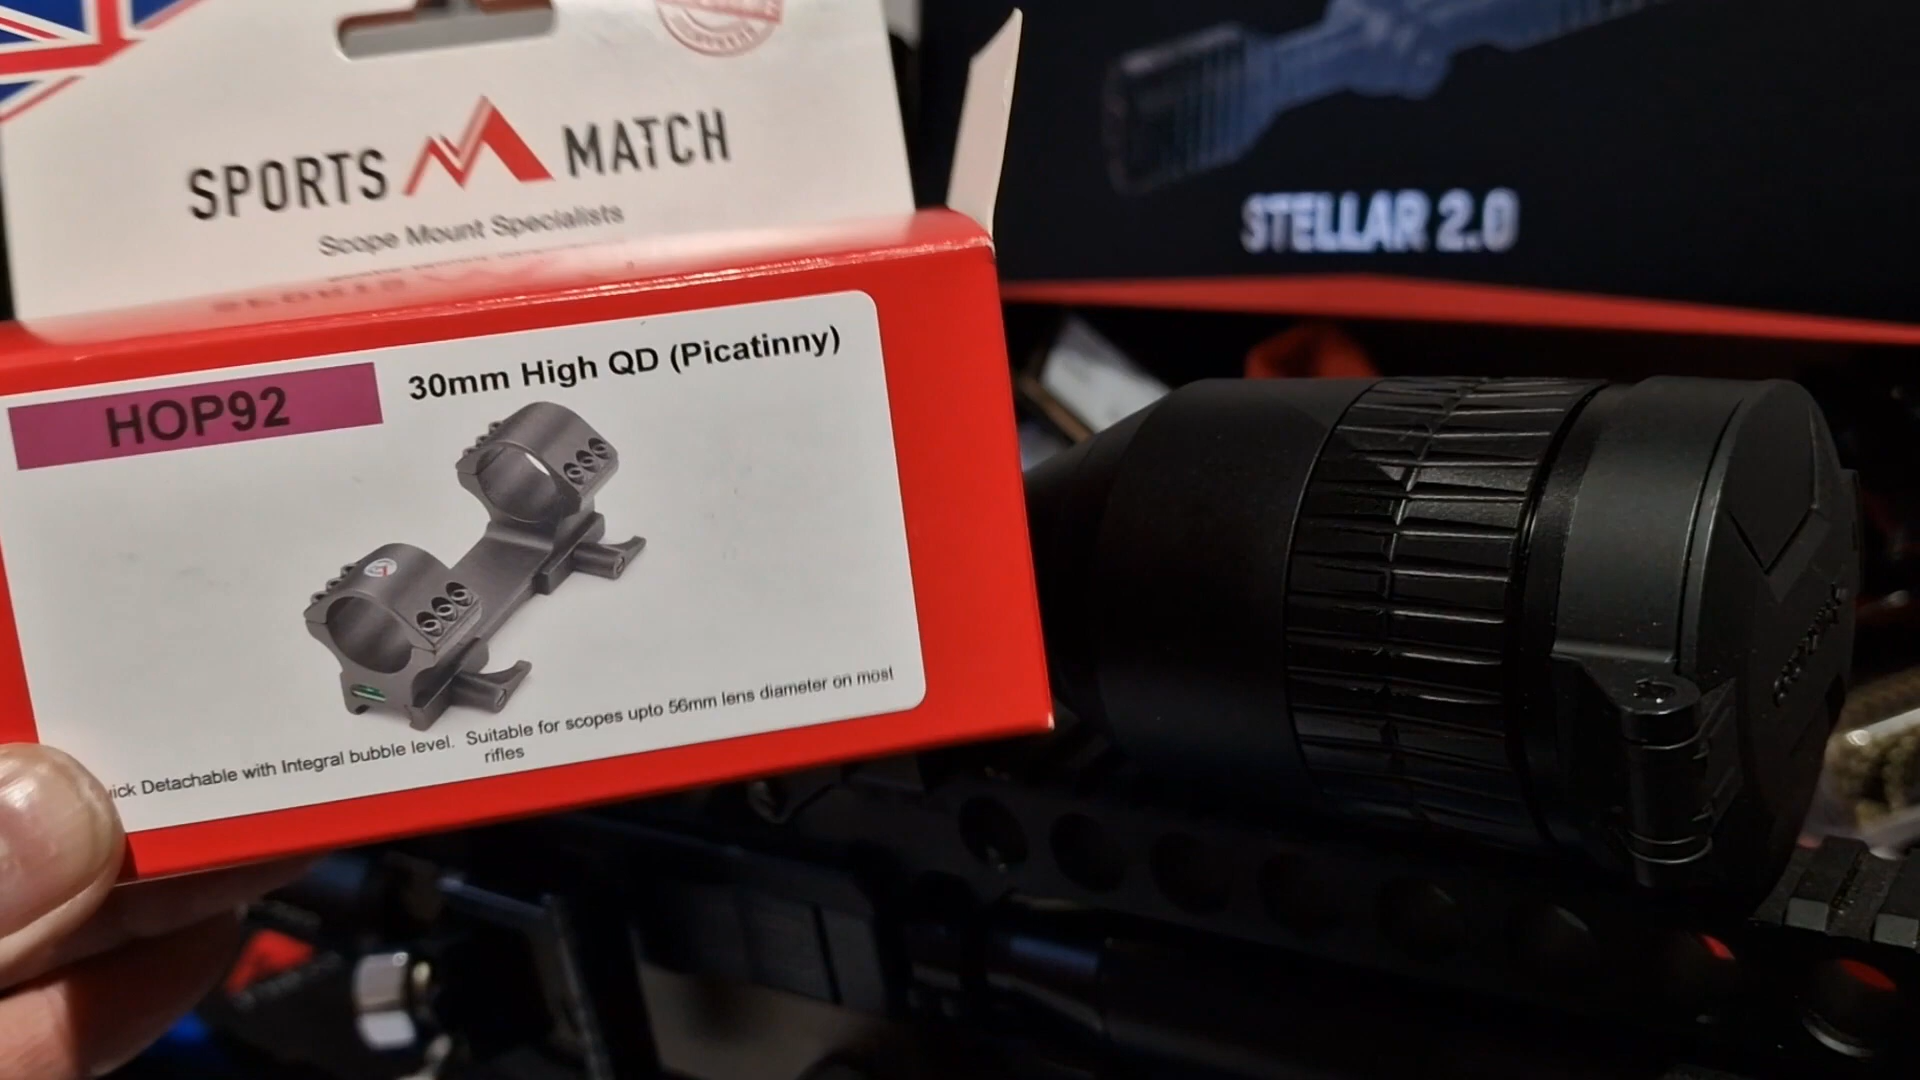 SPORTS MATCH
Scope Mount Specialists
STELLAR 2.0
HOP92
30mm High QD (Picatinny)
Detachable with Integral bubble level. Suitable for scopes upto 56mm lens diameter on most
rifles